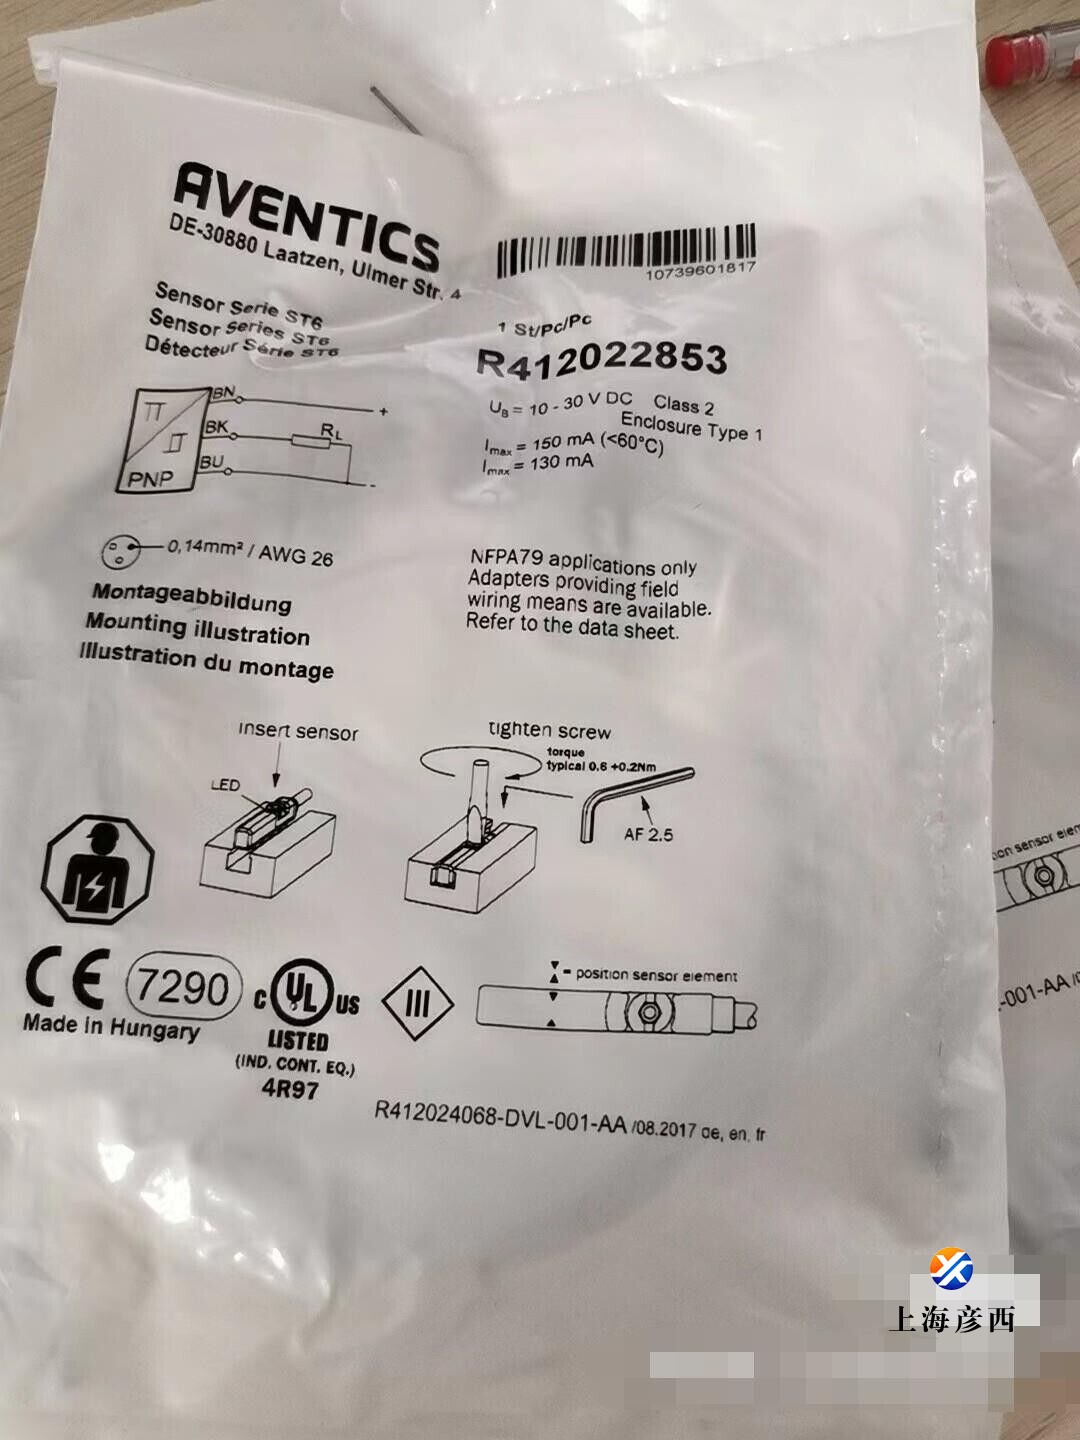 AVENTICS
DE-30880 Laatzen, Ulmer Str. 4
10739601817
Sensor Serie ST6
Sensor Series ST6
Détecteur Série ST6
1 St/Pc/Pc
R412022853
UB = 10 - 30 V DC Class 2
Enclosure Type 1
Imax = 150 mA (<60°C)
Imax = 130 mA
BN
+
BK
RL
BU
-
PNP
0,14mm² / AWG 26
NFPA79 applications only
Adapters providing field
wiring means are available.
Refer to the data sheet.
Montageabbildung
Mounting illustration
Illustration du montage
insert sensor
LED
tighten screw
torque
typical 0.6 +0.2Nm
AF 2.5
CE
7290
Made in Hungary
C UL US
LISTED
(IND. CONT. EQ.)
4R97
III
= position sensor element
R412024068-DVL-001-AA /08.2017 de, en, fr
sensor
-001-AA
上海彦西